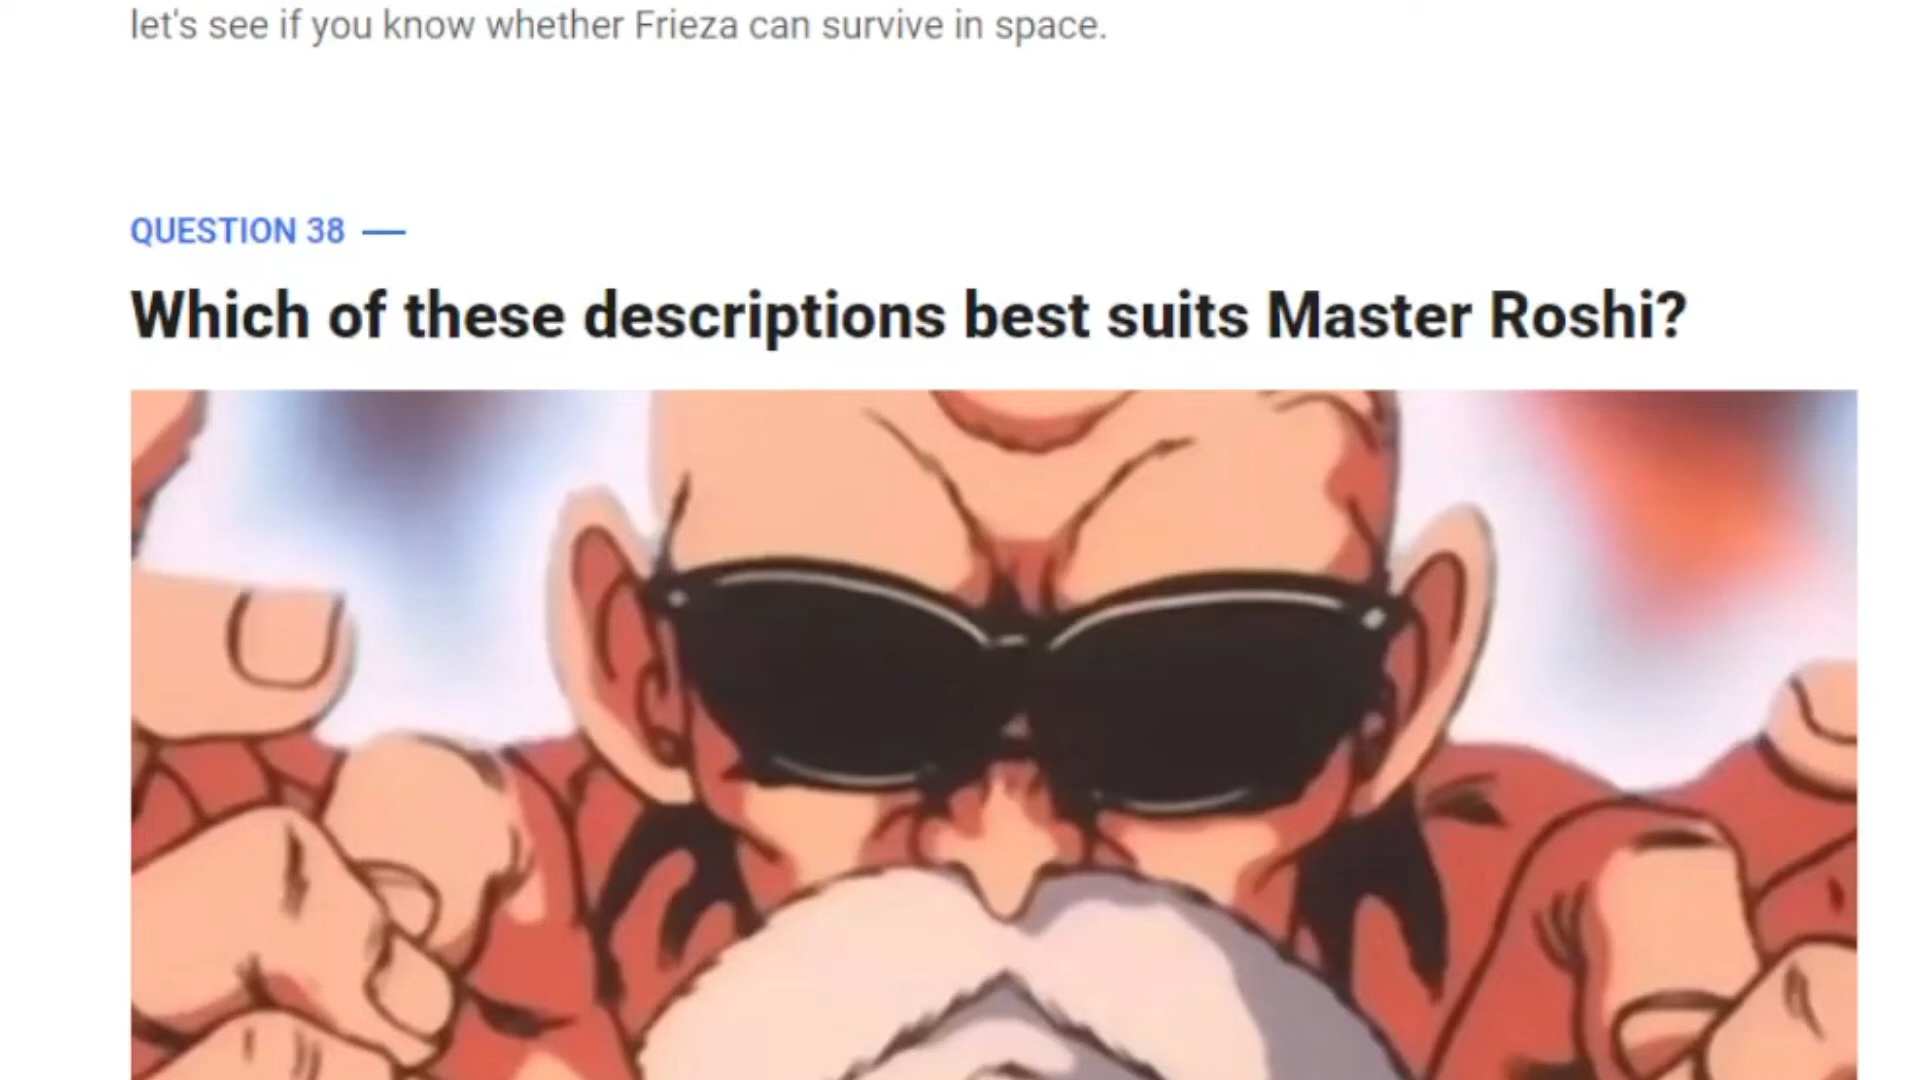 let's see if you know whether Frieza can survive in space.
QUESTION 38 —
Which of these descriptions best suits Master Roshi?